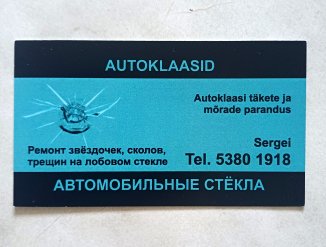 AUTOKLAASID
Autoklaasi täkete ja
mõrade parandus
Ремонт звёздочек, сколов,
трещин на лобовом стекле
Sergei
Tel. 5380 1918
АВТОМОБИЛЬНЫЕ СТЁКЛА